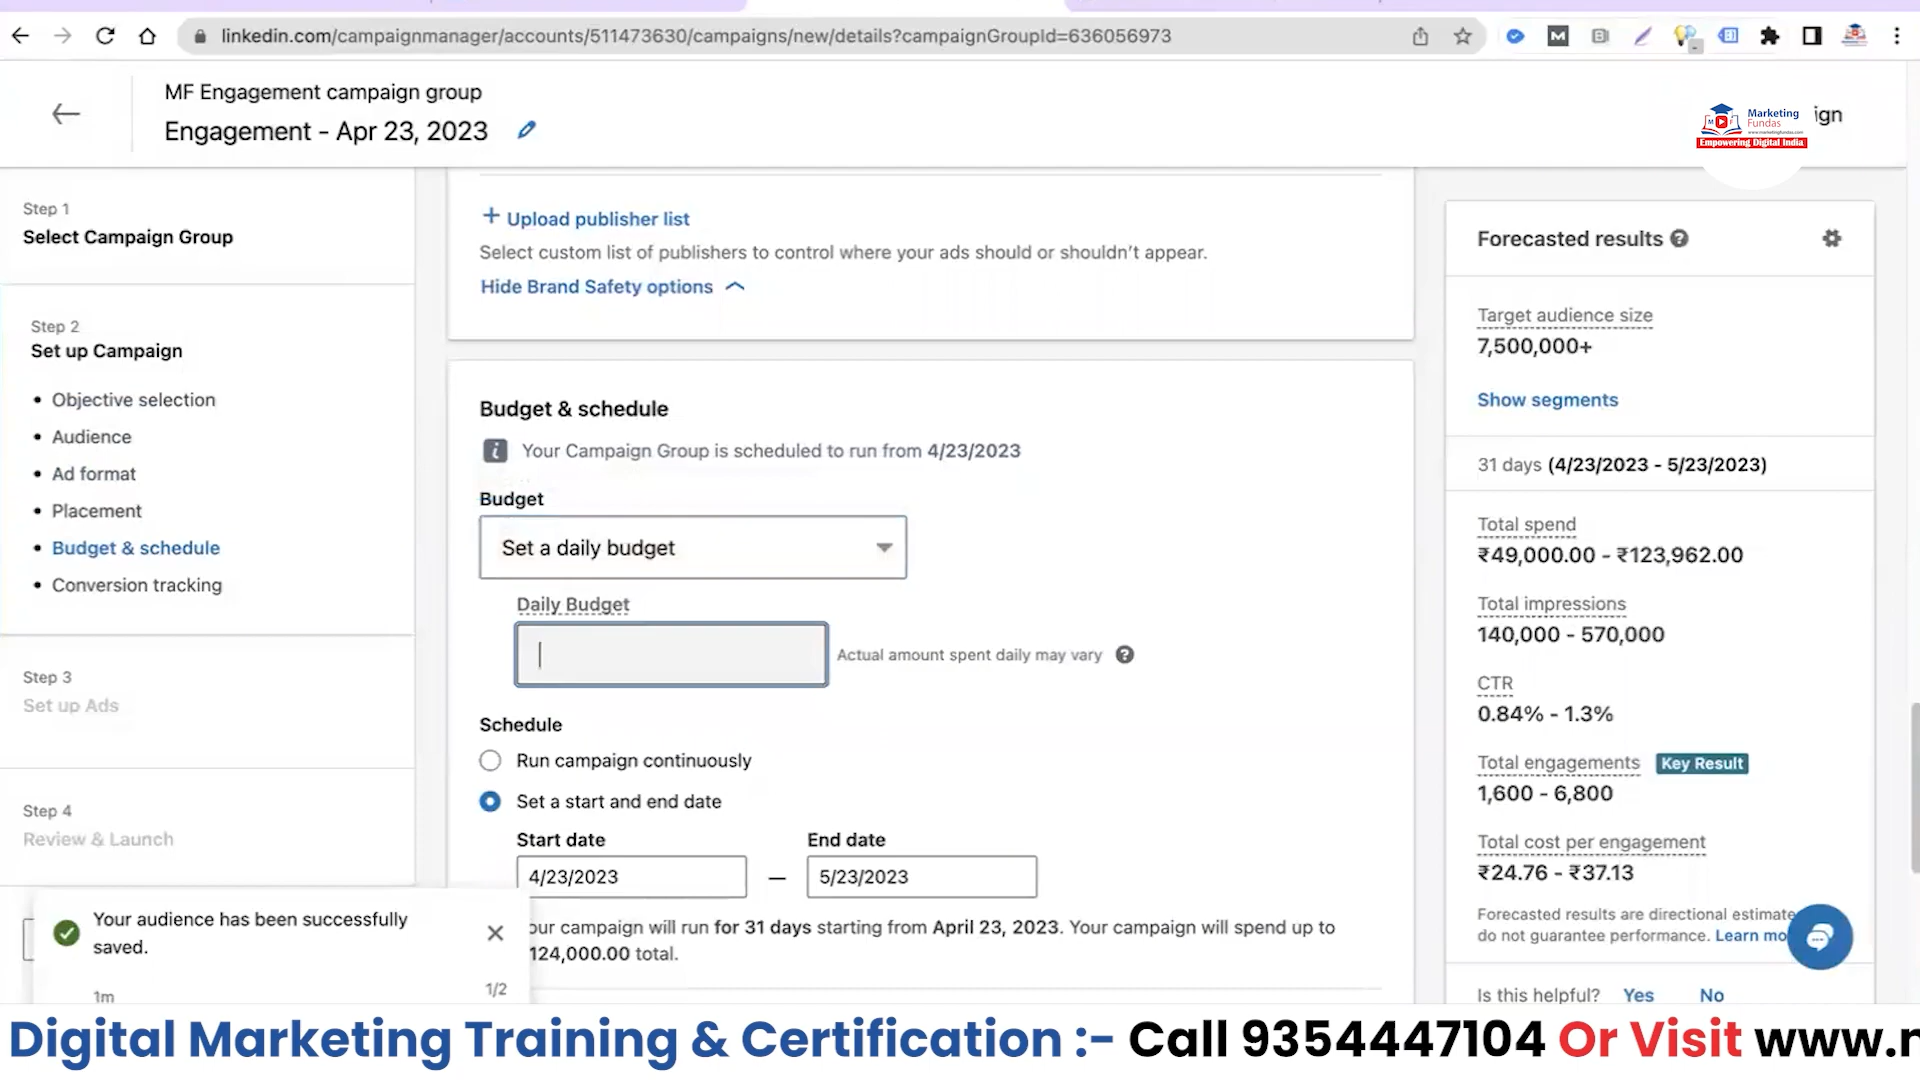 linkedin.com/campaignmanager/accounts/511473630/campaigns/new/details?campaignGroupId=636056973
MF Engagement campaign group
Engagement - Apr 23, 2023
Marketing
Fundas
www.marketingfundas.com
Empowering Digital India
Step 1
Select Campaign Group
Step 2
Set up Campaign
• Objective selection
• Audience
• Ad format
• Placement
• Budget & schedule
• Conversion tracking
Step 3
Set up Ads
Step 4
Review & Launch
Your audience has been successfully
saved.
1m
1/2
+ Upload publisher list
Select custom list of publishers to control where your ads should or shouldn't appear.
Hide Brand Safety options
Budget & schedule
Your Campaign Group is scheduled to run from 4/23/2023
Budget
Set a daily budget
Daily Budget
Actual amount spent daily may vary
Schedule
Run campaign continuously
Set a start and end date
Start date
End date
4/23/2023 — 5/23/2023
our campaign will run for 31 days starting from April 23, 2023. Your campaign will spend up to
124,000.00 total.
Forecasted results
Target audience size
7,500,000+
Show segments
31 days (4/23/2023 - 5/23/2023)
Total spend
₹49,000.00 - ₹123,962.00
Total impressions
140,000 - 570,000
CTR
0.84% - 1.3%
Total engagements Key Result
1,600 - 6,800
Total cost per engagement
₹24.76 - ₹37.13
Forecasted results are directional estimate
do not guarantee performance. Learn mo
Is this helpful? Yes No
Digital Marketing Training & Certification :- Call 9354447104 Or Visit www.